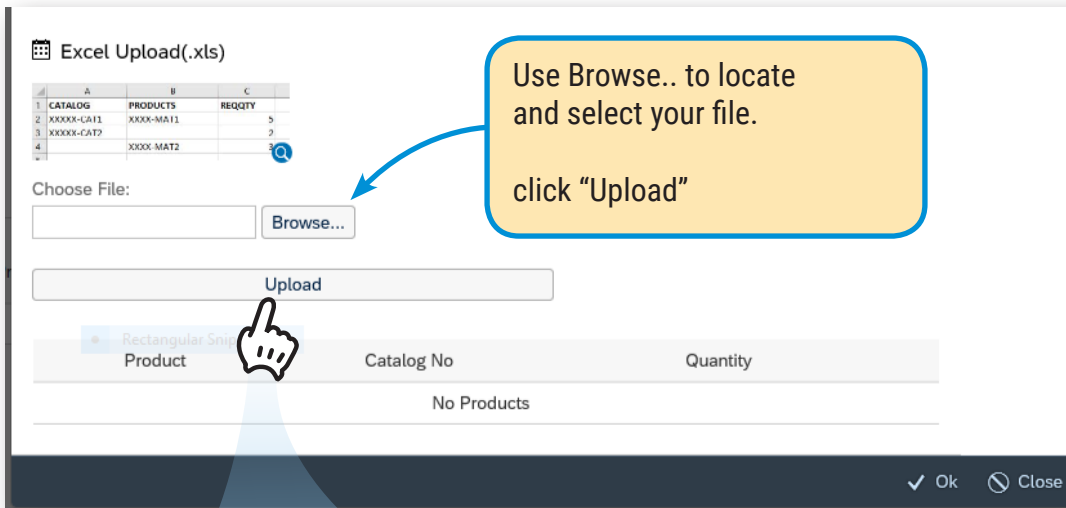 Excel Upload(.xls)
A B C
1 CATALOG PRODUCTS REQQTY
2 XXXXX-CAT1 XXXX-MAT1 5
3 XXXXX-CAT2 2
4 XXXX-MAT2 3
Use Browse.. to locate
and select your file.
click “Upload”
Choose File:
Browse...
Upload
Rectangular Snip
Product Catalog No Quantity
No Products
Ok Close